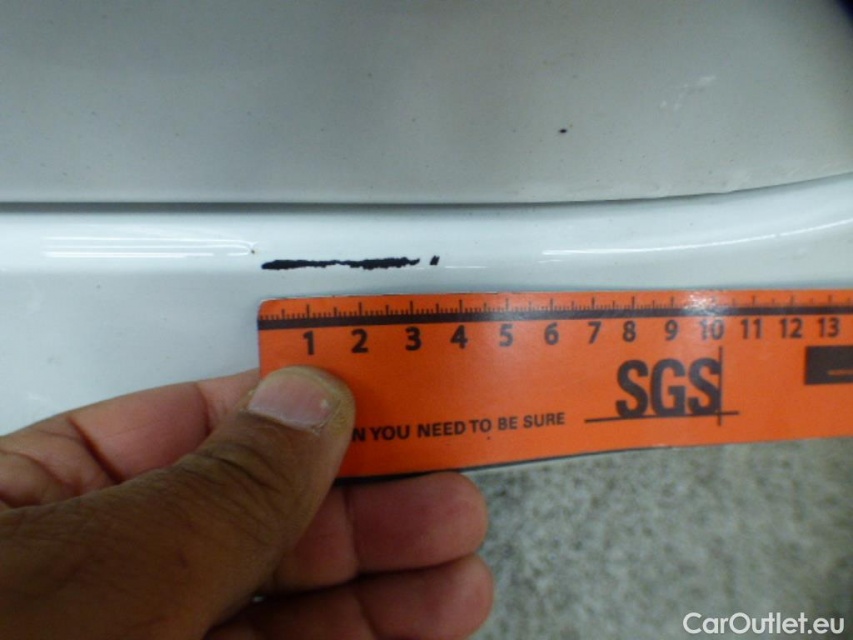 1 2 3 4 5 6 7 8 9 10 11 12 13
SGS
N YOU NEED TO BE SURE
CarOutlet.eu